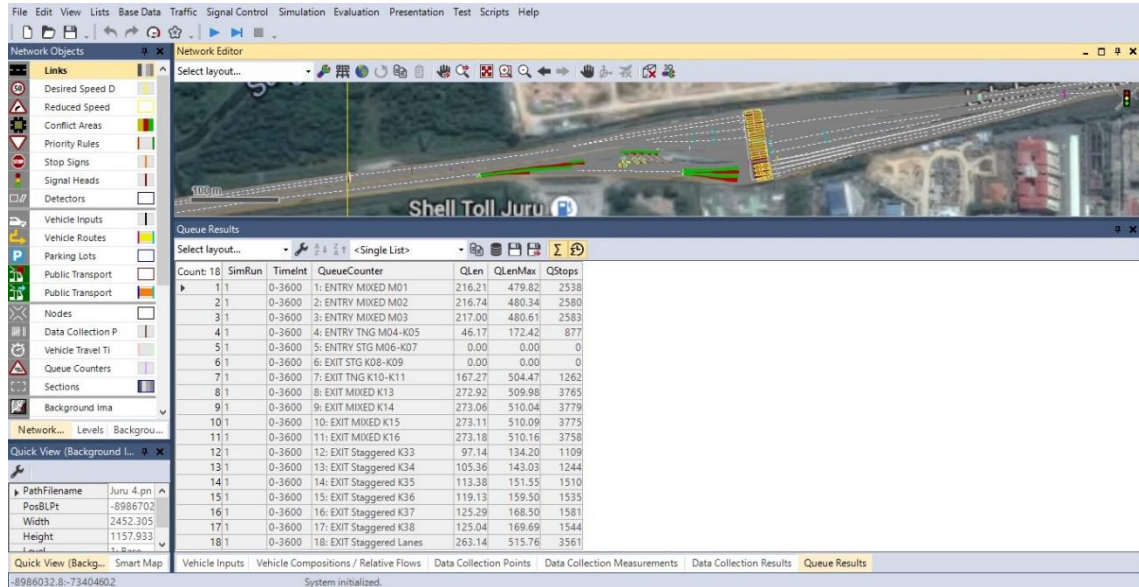 File Edit View Lists Base Data Traffic Signal Control Simulation Evaluation Presentation Test Scripts Help
Network Objects
Links
Desired Speed D
Reduced Speed
Conflict Areas
Priority Rules
Stop Signs
Signal Heads
Detectors
Vehicle Inputs
Vehicle Routes
Parking Lots
Public Transport
Public Transport
Nodes
Data Collection P
Vehicle Travel Ti
Queue Counters
Sections
Background Ima
Network... Levels Backgrou...
Quick View (Background I...
PathFilename Juru 4.pn
PosBLPt -8986702
Width 2452.305
Height 1157.933
Quick View (Backg... Smart Map
Network Editor
Select layout...
100 m
Shell Toll Juru
Queue Results
Select layout... <Single List>
Count: 18 SimRun TimeInt QueueCounter QLen QLenMax QStops
1 1 0-3600 1: ENTRY MIXED M01 216.21 479.82 2538
2 1 0-3600 2: ENTRY MIXED M02 216.74 480.34 2580
3 1 0-3600 3: ENTRY MIXED M03 217.00 480.61 2583
4 1 0-3600 4: ENTRY TNG M04-K05 46.17 172.42 877
5 1 0-3600 5: ENTRY STG M06-K07 0.00 0.00 0
6 1 0-3600 6: EXIT STG K08-K09 0.00 0.00 0
7 1 0-3600 7: EXIT TNG K10-K11 167.27 504.47 1262
8 1 0-3600 8: EXIT MIXED K13 272.92 509.98 3765
9 1 0-3600 9: EXIT MIXED K14 273.06 510.04 3779
10 1 0-3600 10: EXIT MIXED K15 273.11 510.09 3775
11 1 0-3600 11: EXIT MIXED K16 273.18 510.16 3758
12 1 0-3600 12: EXIT Staggered K33 97.14 134.20 1109
13 1 0-3600 13: EXIT Staggered K34 105.36 143.03 1244
14 1 0-3600 14: EXIT Staggered K35 113.38 151.55 1510
15 1 0-3600 15: EXIT Staggered K36 119.13 159.50 1535
16 1 0-3600 16: EXIT Staggered K37 125.29 168.50 1581
17 1 0-3600 17: EXIT Staggered K38 125.04 169.69 1544
18 1 0-3600 18: EXIT Staggered Lanes 263.14 515.76 3561
Vehicle Inputs Vehicle Compositions / Relative Flows Data Collection Points Data Collection Measurements Data Collection Results Queue Results
-8986032.8:-7340460.2 System initialized.